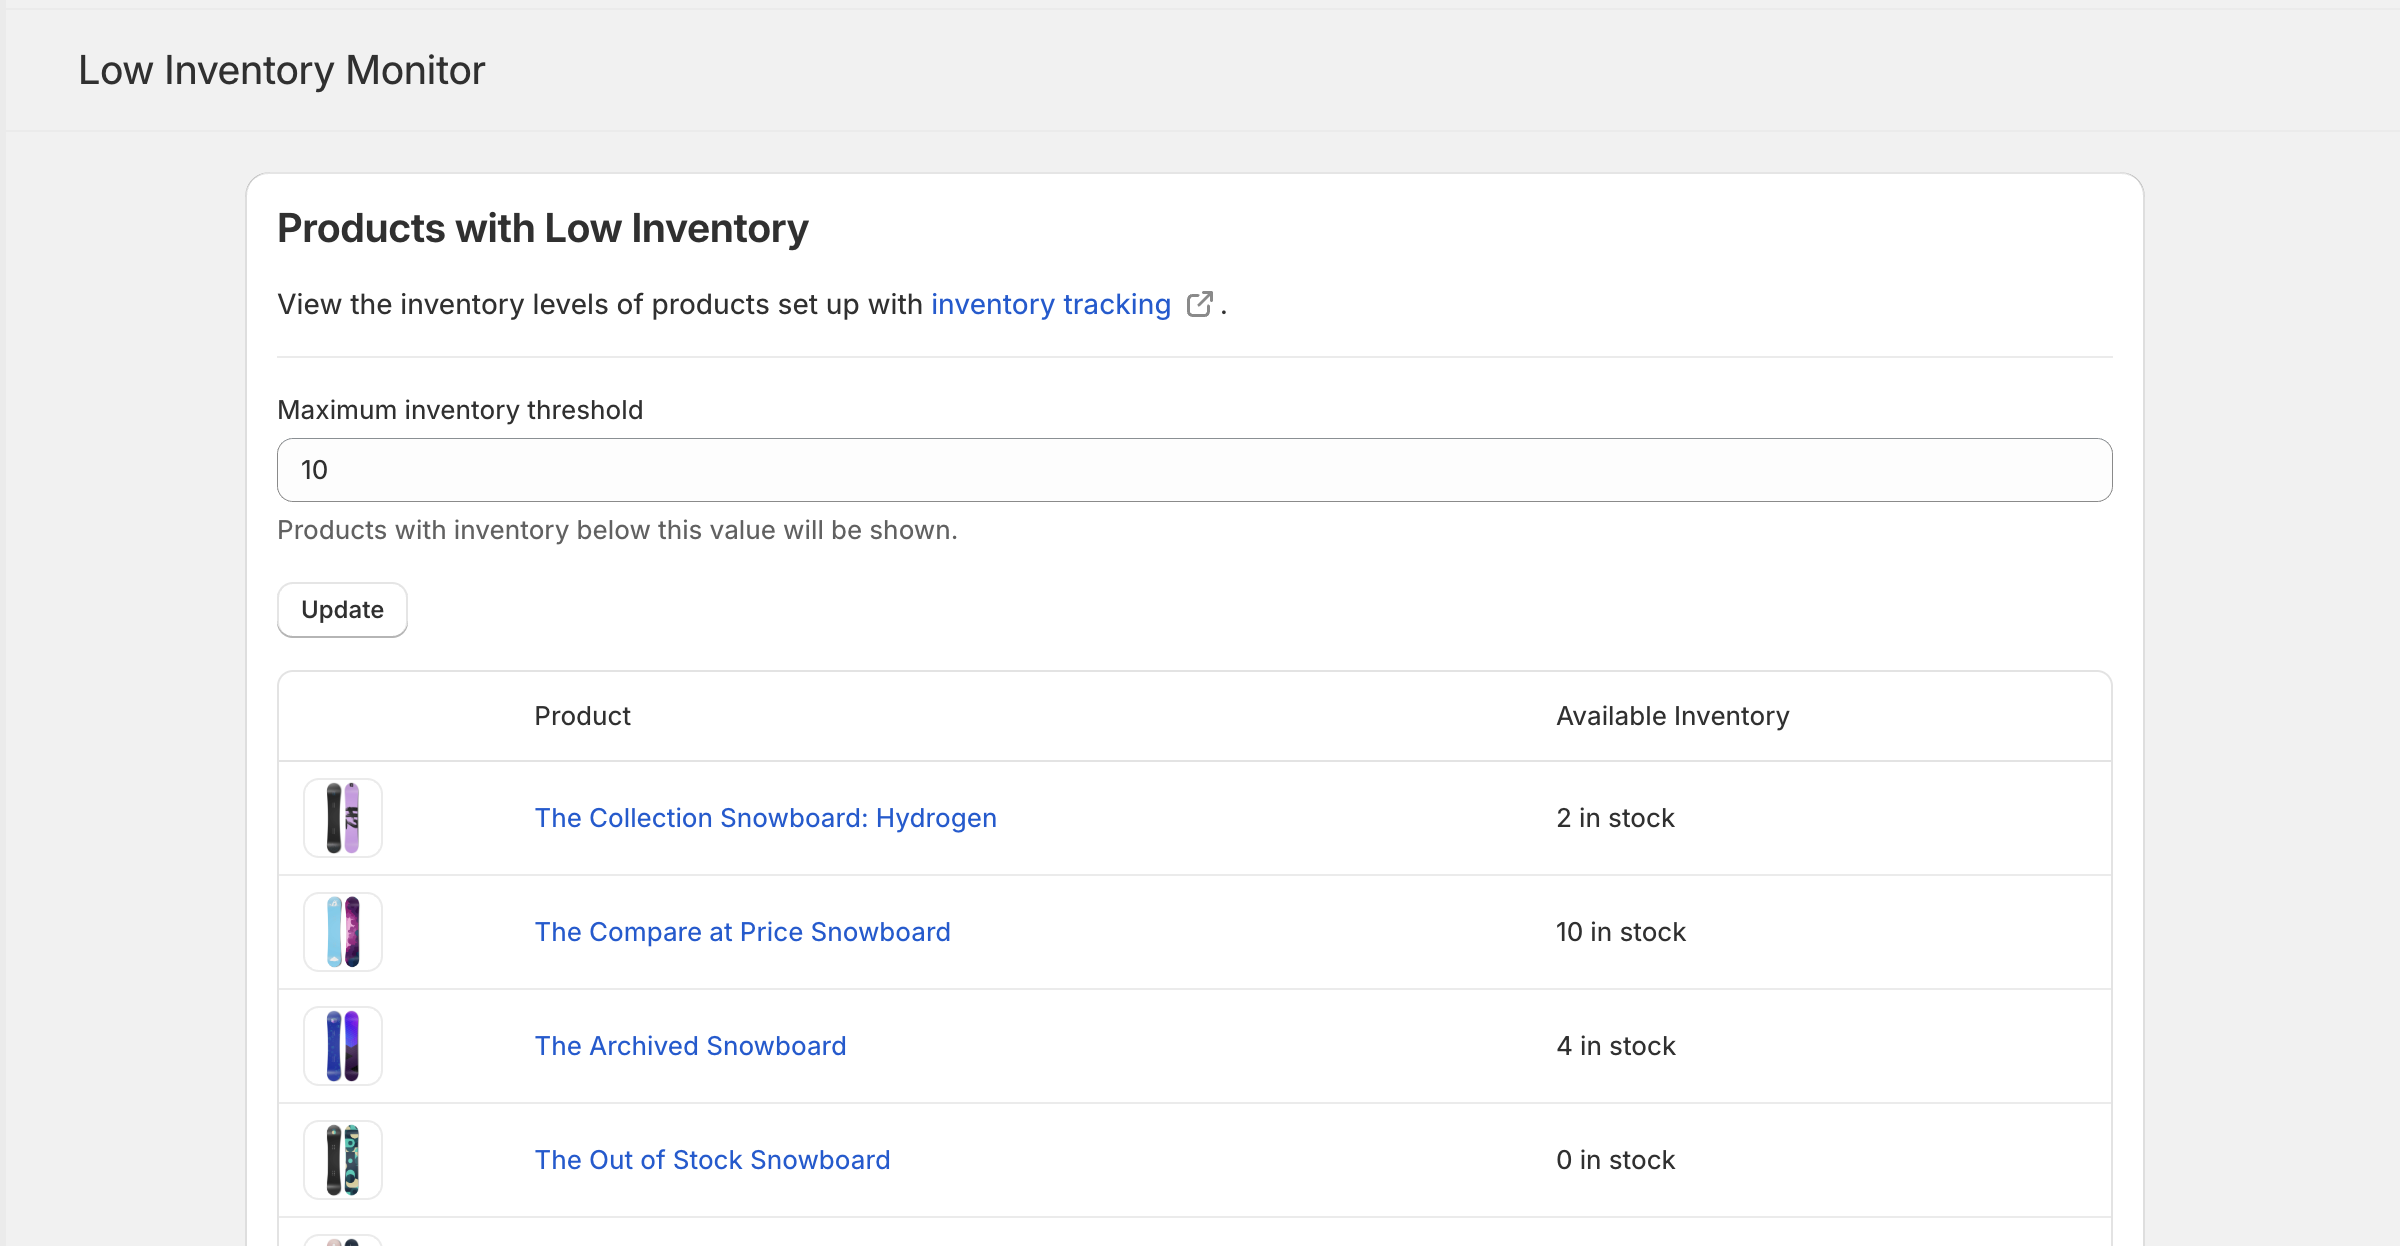 Low Inventory Monitor
Products with Low Inventory
View the inventory levels of products set up with inventory tracking .
Maximum inventory threshold
10
Products with inventory below this value will be shown.
Update
Product Available Inventory
The Collection Snowboard: Hydrogen 2 in stock
The Compare at Price Snowboard 10 in stock
The Archived Snowboard 4 in stock
The Out of Stock Snowboard 0 in stock